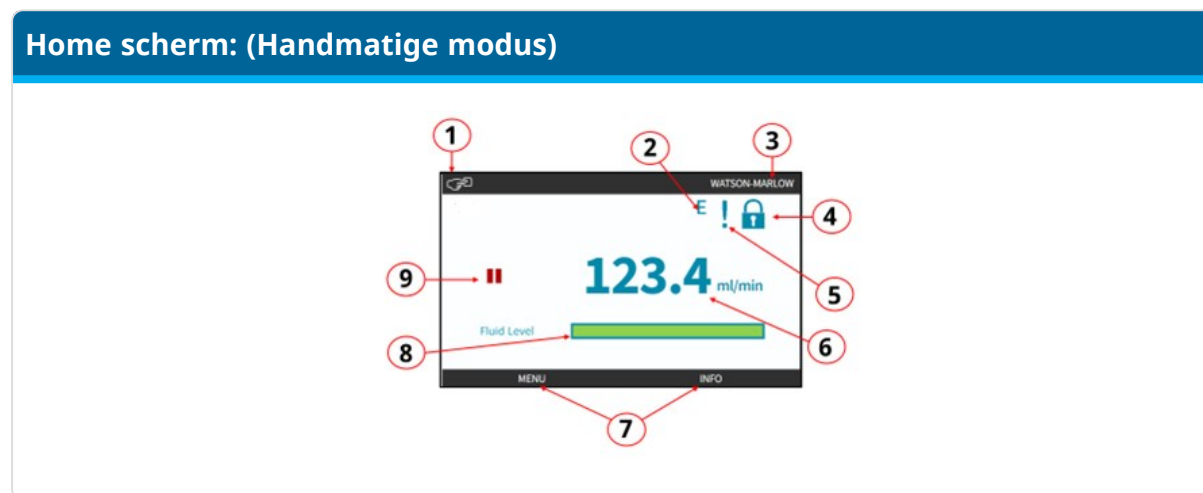 Home scherm: (Handmatige modus)
1
2
3
WATSON-MARLOW
E ! 4
9
123.4 ml/min
5
Fluid Level
8
6
MENU INFO
7